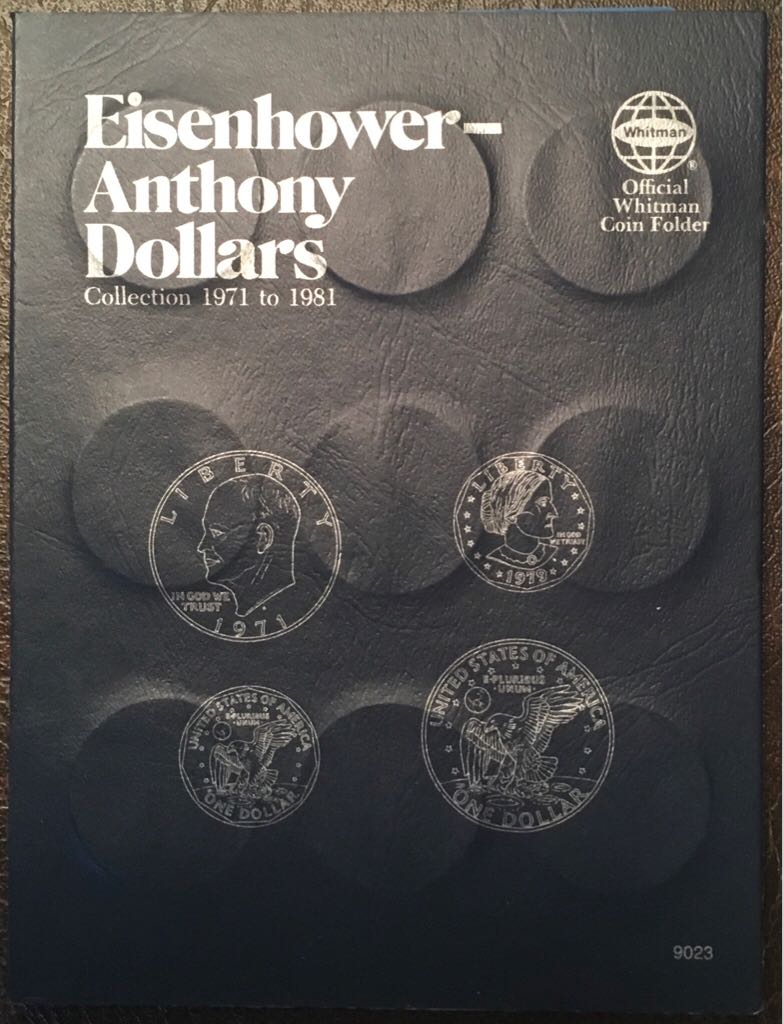 Eisenhower–
Anthony
Dollars
Collection 1971 to 1981
Whitman
®
Official
Whitman
Coin Folder
LIBERTY
IN GOD WE
TRUST
1971
LIBERTY
IN GOD
WE TRUST
1979
UNITED STATES OF AMERICA
E·PLURIBUS
·UNUM·
ONE DOLLAR
UNITED STATES OF AMERICA
E·PLURIBUS
·UNUM·
ONE DOLLAR
9023